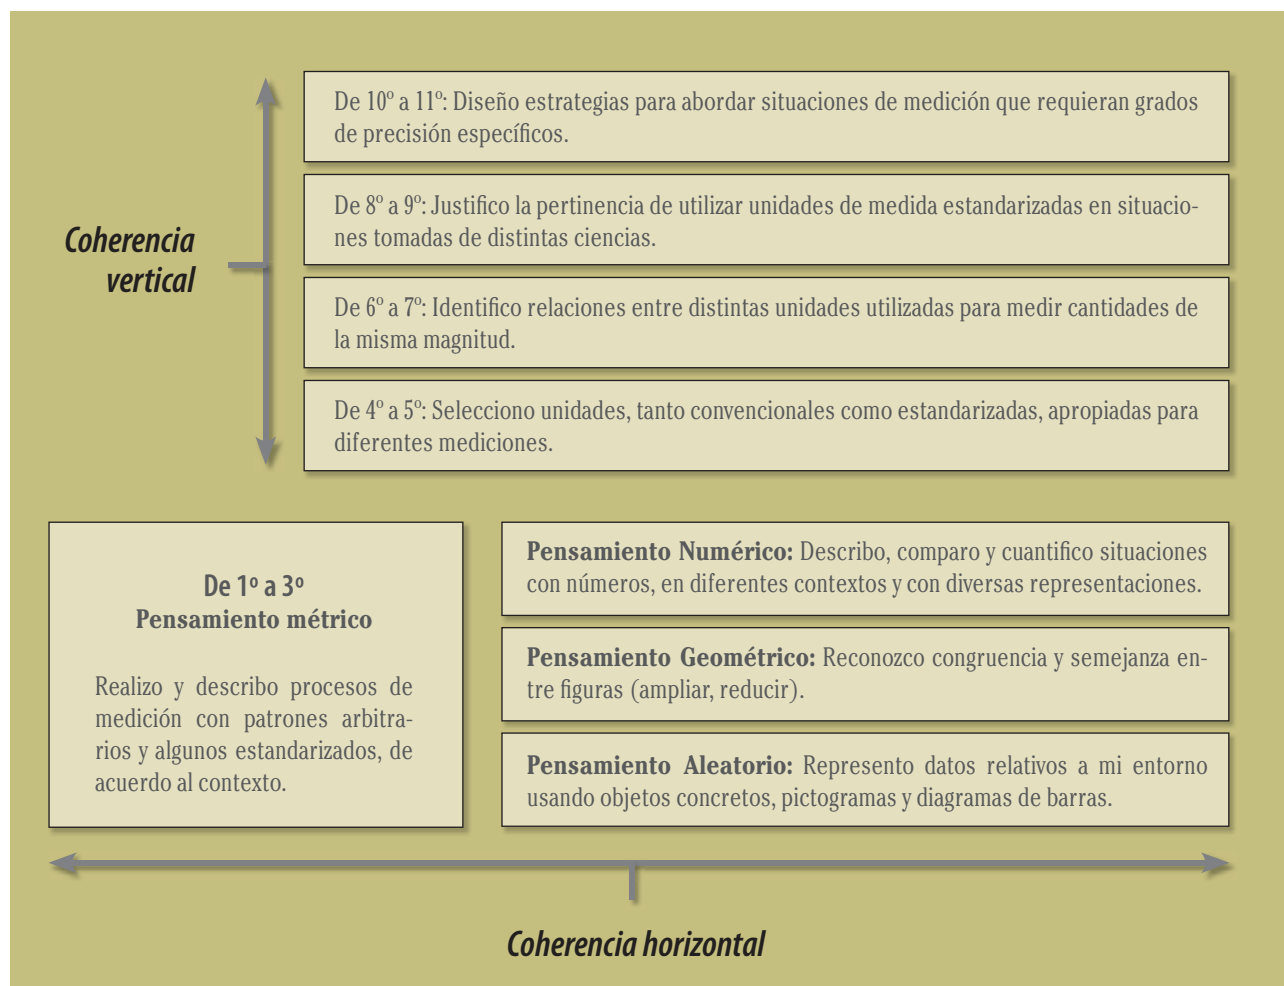 De 10º a 11º: Diseño estrategias para abordar situaciones de medición que requieran grados
de precisión específicos.
De 8º a 9º: Justifico la pertinencia de utilizar unidades de medida estandarizadas en situacio-
nes tomadas de distintas ciencias.
Coherencia
vertical
De 6º a 7º: Identifico relaciones entre distintas unidades utilizadas para medir cantidades de
la misma magnitud.
De 4º a 5º: Selecciono unidades, tanto convencionales como estandarizadas, apropiadas para
diferentes mediciones.
De 1º a 3º
Pensamiento métrico
Realizo y describo procesos de
medición con patrones arbitra-
rios y algunos estandarizados, de
acuerdo al contexto.
Pensamiento Numérico: Describo, comparo y cuantifico situaciones
con números, en diferentes contextos y con diversas representaciones.
Pensamiento Geométrico: Reconozco congruencia y semejanza en-
tre figuras (ampliar, reducir).
Pensamiento Aleatorio: Represento datos relativos a mi entorno
usando objetos concretos, pictogramas y diagramas de barras.
Coherencia horizontal